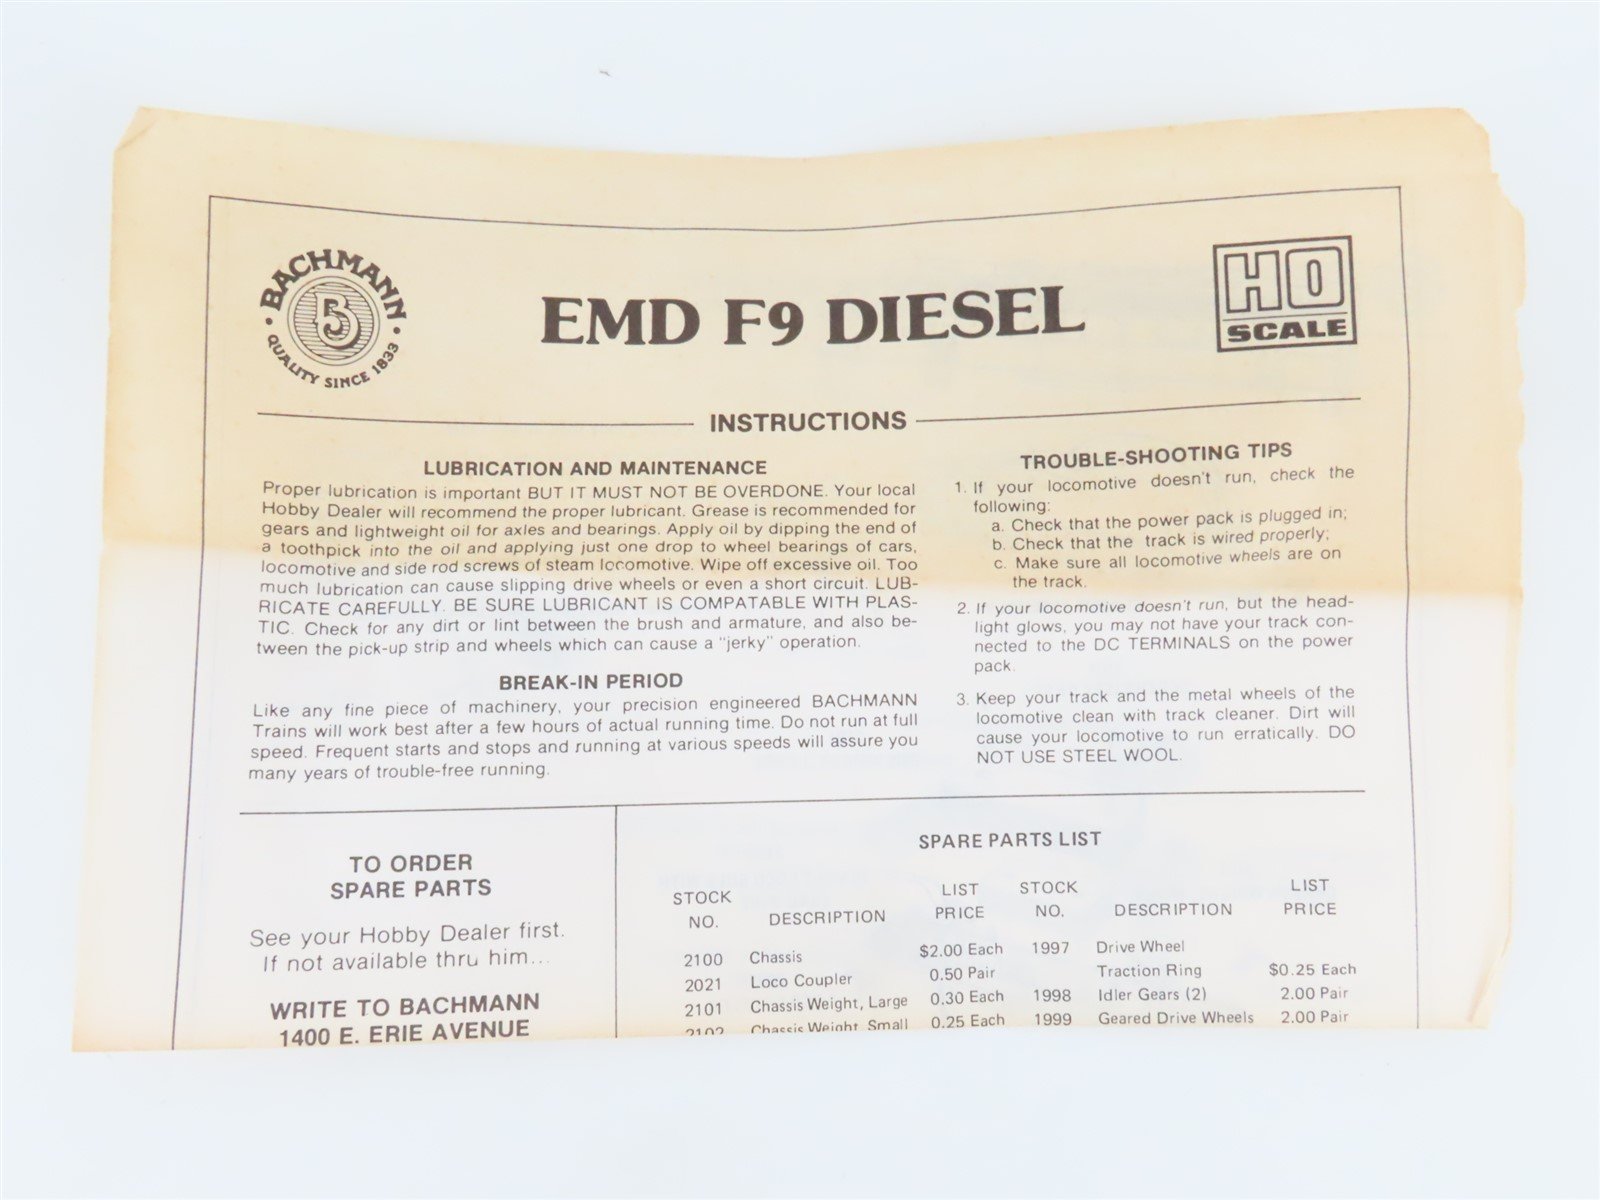 BACHMANN
B
• QUALITY SINCE 1833 •
EMD F9 DIESEL
HO
SCALE
INSTRUCTIONS
LUBRICATION AND MAINTENANCE
Proper lubrication is important BUT IT MUST NOT BE OVERDONE. Your local
Hobby Dealer will recommend the proper lubricant. Grease is recommended for
gears and lightweight oil for axles and bearings. Apply oil by dipping the end of
a toothpick into the oil and applying just one drop to wheel bearings of cars,
locomotive and side rod screws of steam locomotive. Wipe off excessive oil. Too
much lubrication can cause slipping drive wheels or even a short circuit. LUB-
RICATE CAREFULLY. BE SURE LUBRICANT IS COMPATABLE WITH PLAS-
TIC. Check for any dirt or lint between the brush and armature, and also be-
tween the pick-up strip and wheels which can cause a "jerky" operation.
BREAK-IN PERIOD
Like any fine piece of machinery, your precision engineered BACHMANN
Trains will work best after a few hours of actual running time. Do not run at full
speed. Frequent starts and stops and running at various speeds will assure you
many years of trouble-free running.
TROUBLE-SHOOTING TIPS
1. If your locomotive doesn't run, check the
following:
a. Check that the power pack is plugged in;
b. Check that the track is wired properly;
c. Make sure all locomotive wheels are on
the track.
2. If your locomotive doesn't run, but the head-
light glows, you may not have your track con-
nected to the DC TERMINALS on the power
pack.
3. Keep your track and the metal wheels of the
locomotive clean with track cleaner. Dirt will
cause your locomotive to run erratically. DO
NOT USE STEEL WOOL.
TO ORDER
SPARE PARTS
See your Hobby Dealer first.
If not available thru him...
WRITE TO BACHMANN
1400 E. ERIE AVENUE
SPARE PARTS LIST
STOCK NO. DESCRIPTION LIST PRICE STOCK NO. DESCRIPTION LIST PRICE
2100 Chassis $2.00 Each 1997 Drive Wheel
2021 Loco Coupler 0.50 Pair Traction Ring $0.25 Each
2101 Chassis Weight, Large 0.30 Each 1998 Idler Gears (2) 2.00 Pair
2102 Chassis Weight, Small 0.25 Each 1999 Geared Drive Wheels 2.00 Pair